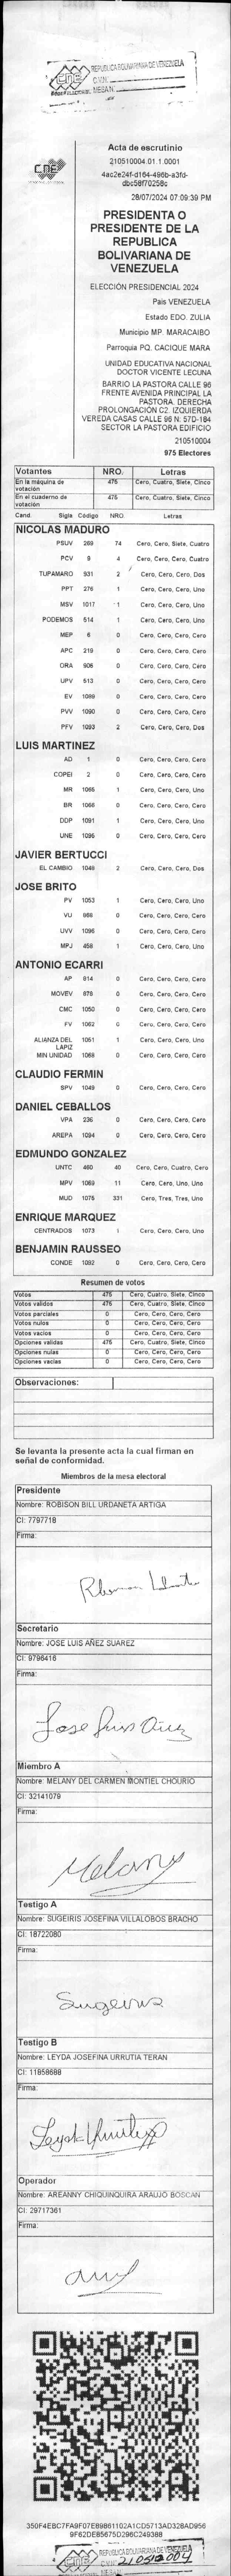 REPUBLICA BOLIVARIANA DE VENEZUELA
cne
C.V.N:
MESA N
cne
Acta de escrutinio
210510004.01.1.0001
4ac2e24f-d164-496b-a3fd-
dbc56f70258c
28/07/2024 07:09:39 PM
PRESIDENTA O
PRESIDENTE DE LA
REPUBLICA
BOLIVARIANA DE
VENEZUELA
ELECCIÓN PRESIDENCIAL 2024
País VENEZUELA
Estado EDO. ZULIA
Municipio MP. MARACAIBO
Parroquia PQ. CACIQUE MARA
UNIDAD EDUCATIVA NACIONAL
DOCTOR VICENTE LECUNA
BARRIO LA PASTORA CALLE 96
FRENTE AVENIDA PRINCIPAL LA
PASTORA. DERECHA
PROLONGACIÓN C2. IZQUIERDA
VEREDA CASAS CALLE 96 N: 57D-184
SECTOR LA PASTORA EDIFICIO
210510004
975 Electores
Votantes NRO. Letras
En la máquina de votación 475 Cero, Cuatro, Siete, Cinco
En el cuaderno de votación 475 Cero, Cuatro, Siete, Cinco
Cand. Sigla Código NRO. Letras
NICOLAS MADURO
PSUV 269 74 Cero, Cero, Siete, Cuatro
PCV 9 4 Cero, Cero, Cero, Cuatro
TUPAMARO 931 2 Cero, Cero, Cero, Dos
PPT 276 1 Cero, Cero, Cero, Uno
MSV 1017 1 Cero, Cero, Cero, Uno
PODEMOS 514 1 Cero, Cero, Cero, Uno
MEP 6 0 Cero, Cero, Cero, Cero
APC 219 0 Cero, Cero, Cero, Cero
ORA 906 0 Cero, Cero, Cero, Cero
UPV 513 0 Cero, Cero, Cero, Cero
EV 1099 0 Cero, Cero, Cero, Cero
PVV 1090 0 Cero, Cero, Cero, Cero
PFV 1093 2 Cero, Cero, Cero, Dos
LUIS MARTINEZ
AD 1 0 Cero, Cero, Cero, Cero
COPEI 2 0 Cero, Cero, Cero, Cero
MR 1065 1 Cero, Cero, Cero, Uno
BR 1066 0 Cero, Cero, Cero, Cero
DDP 1091 1 Cero, Cero, Cero, Uno
UNE 1095 0 Cero, Cero, Cero, Cero
JAVIER BERTUCCI
EL CAMBIO 1046 2 Cero, Cero, Cero, Dos
JOSE BRITO
PV 1053 1 Cero, Cero, Cero, Uno
VU 968 0 Cero, Cero, Cero, Cero
UVV 1096 0 Cero, Cero, Cero, Cero
MPJ 458 1 Cero, Cero, Cero, Uno
ANTONIO ECARRI
AP 814 0 Cero, Cero, Cero, Cero
MOVEV 878 0 Cero, Cero, Cero, Cero
CMC 1050 0 Cero, Cero, Cero, Cero
FV 1062 0 Cero, Cero, Cero, Cero
ALIANZA DEL LAPIZ 1061 1 Cero, Cero, Cero, Uno
MIN UNIDAD 1068 0 Cero, Cero, Cero, Cero
CLAUDIO FERMIN
SPV 1049 0 Cero, Cero, Cero, Cero
DANIEL CEBALLOS
VPA 236 0 Cero, Cero, Cero, Cero
AREPA 1094 0 Cero, Cero, Cero, Cero
EDMUNDO GONZALEZ
UNTC 460 40 Cero, Cero, Cuatro, Cero
MPV 1069 11 Cero, Cero, Uno, Uno
MUD 1075 331 Cero, Tres, Tres, Uno
ENRIQUE MARQUEZ
CENTRADOS 1073 1 Cero, Cero, Cero, Uno
BENJAMIN RAUSSEO
CONDE 1092 0 Cero, Cero, Cero, Cero
Resumen de votos
Votos 475 Cero, Cuatro, Siete, Cinco
Votos validos 475 Cero, Cuatro, Siete, Cinco
Votos parciales 0 Cero, Cero, Cero, Cero
Votos nulos 0 Cero, Cero, Cero, Cero
Votos vacios 0 Cero, Cero, Cero, Cero
Opciones validas 475 Cero, Cuatro, Siete, Cinco
Opciones nulas 0 Cero, Cero, Cero, Cero
Opciones vacias 0 Cero, Cero, Cero, Cero
Observaciones:
Se levanta la presente acta la cual firman en
señal de conformidad.
Miembros de la mesa electoral
Presidente
Nombre: ROBISON BILL URDANETA ARTIGA
CI: 7797718
Firma:
Secretario
Nombre: JOSE LUIS AÑEZ SUAREZ
CI: 9796416
Firma:
Jose Luis Añez
Miembro A
Nombre: MELANY DEL CARMEN MONTIEL CHOURIO
CI: 32141079
Firma:
Melany
Testigo A
Nombre: SUGEIRIS JOSEFINA VILLALOBOS BRACHO
CI: 18722080
Firma:
Sugeiris
Testigo B
Nombre: LEYDA JOSEFINA URRUTIA TERAN
CI: 11858688
Firma:
Leyda Urrutia
Operador
Nombre: AREANNY CHIQUINQUIRA ARAUJO BOSCAN
CI: 29717361
Firma:
350F4EBC7FA9F07E89861102A1CD5713AD328AD956
9F62DE85675D296C249388
REPUBLICA BOLIVARIANA DE VENEZUELA
cne
C.V.N: 210510004
MESA N